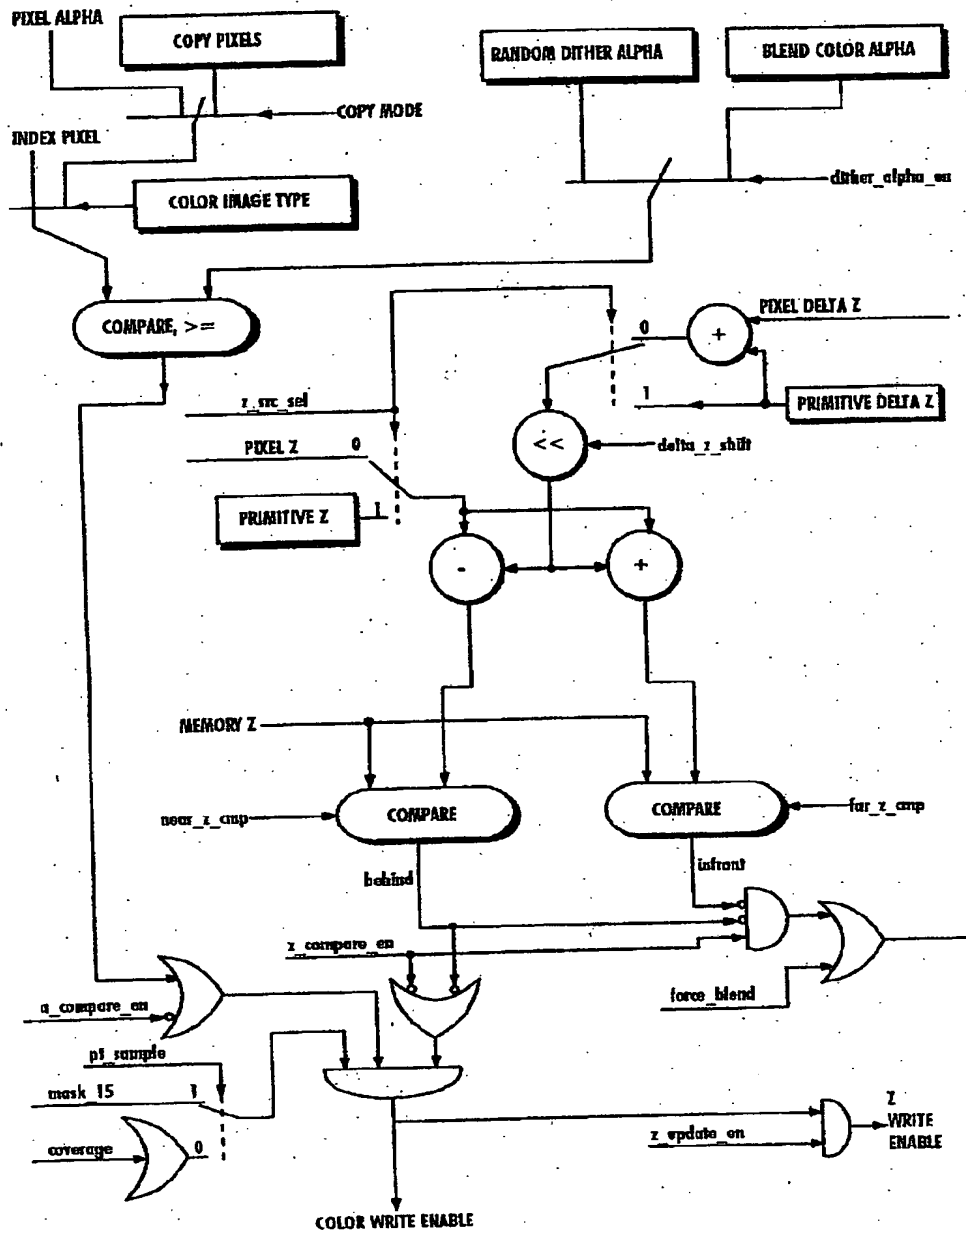 PIXEL ALPHA
COPY PIXELS
RANDOM DITHER ALPHA
BLEND COLOR ALPHA
COPY MODE
INDEX PIXEL
COLOR IMAGE TYPE
dither_alpha_en
COMPARE, >=
PIXEL DELTA Z
0
+
1
PRIMITIVE DELTA Z
z_src_sel
<<
delta_z_shift
PIXEL Z
0
PRIMITIVE Z
1
-
+
MEMORY Z
near_z_cmp
COMPARE
COMPARE
far_z_cmp
behind
infront
z_compare_en
force_blend
a_compare_en
pt_sample
mask_15
1
coverage
0
z_update_en
Z
WRITE
ENABLE
COLOR WRITE ENABLE